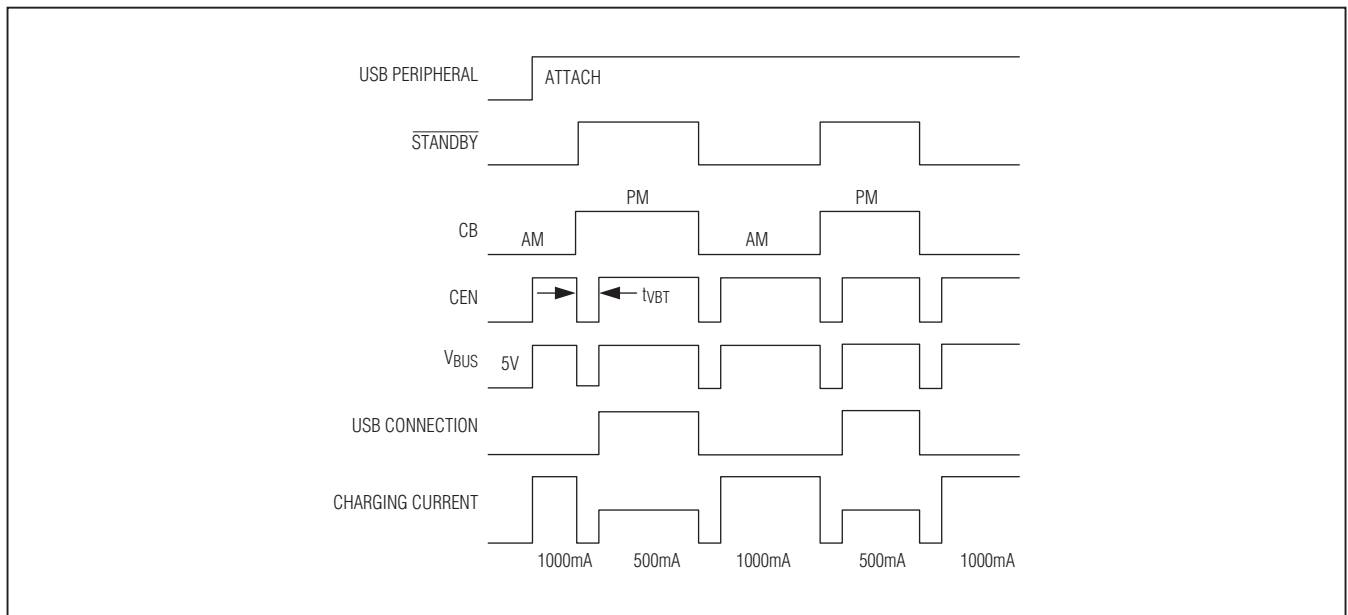 USB PERIPHERAL
ATTACH
STANDBY
PM PM
CB
AM AM
CEN
tVBT
VBUS
5V
USB CONNECTION
CHARGING CURRENT
1000mA 500mA 1000mA 500mA 1000mA